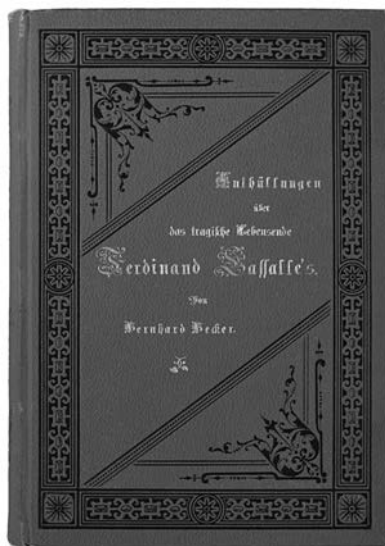 Enthüllungen
über
das tragische Lebensende
Ferdinand Lassalle's.
Von
Bernhard Becker.